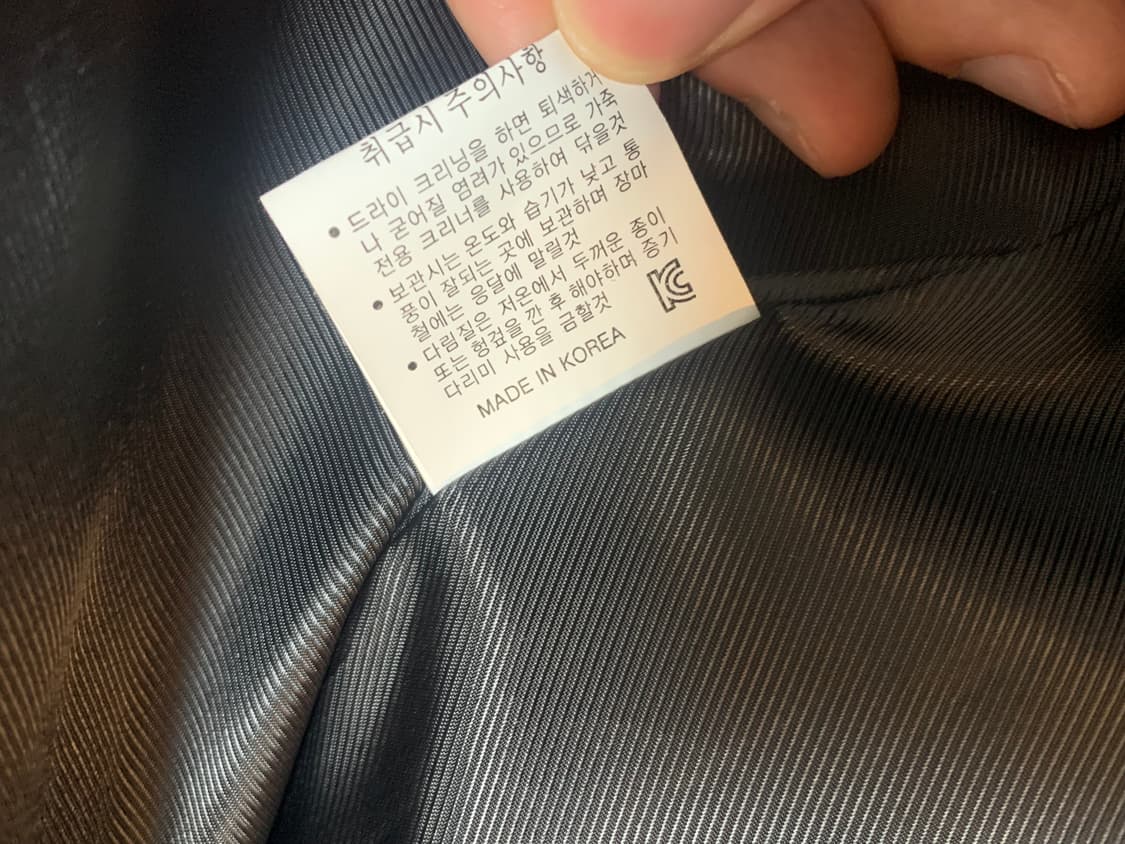 취급시 주의사항
• 드라이 크리닝을 하면 퇴색하거
나 굳어질 염려가 있으므로 가죽
전용 크리너를 사용하여 닦을것
• 보관시는 온도와 습기가 낮고 통
풍이 잘되는 곳에 보관하며 장마
철에는 응달에 말릴것
• 다림질은 저온에서 두꺼운 종이
또는 헝겊을 깐 후 해야하며 증기
다리미 사용을 금할것
MADE IN KOREA